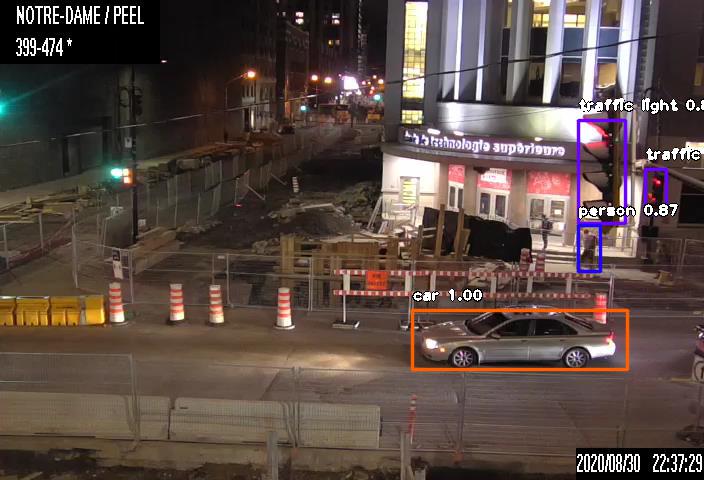 NOTRE-DAME / PEEL
399-474 *
traffic light 0.8
technologie supérieure
traffic
person 0.87
car 1.00
2020/08/30 22:37:29